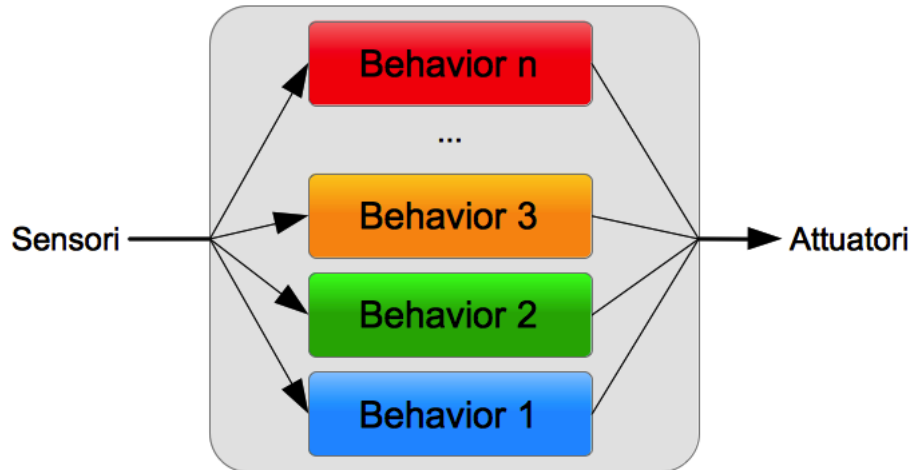 Behavior n
...
Behavior 3
Sensori
Attuatori
Behavior 2
Behavior 1